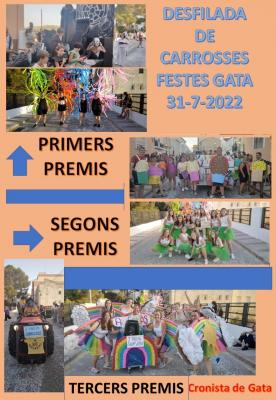 DESFILADA
DE
CARROSSES
FESTES GATA
31-7-2022
PRIMERS
PREMIS
SEGONS
PREMIS
TERCERS PREMIS
Cronista de Gata